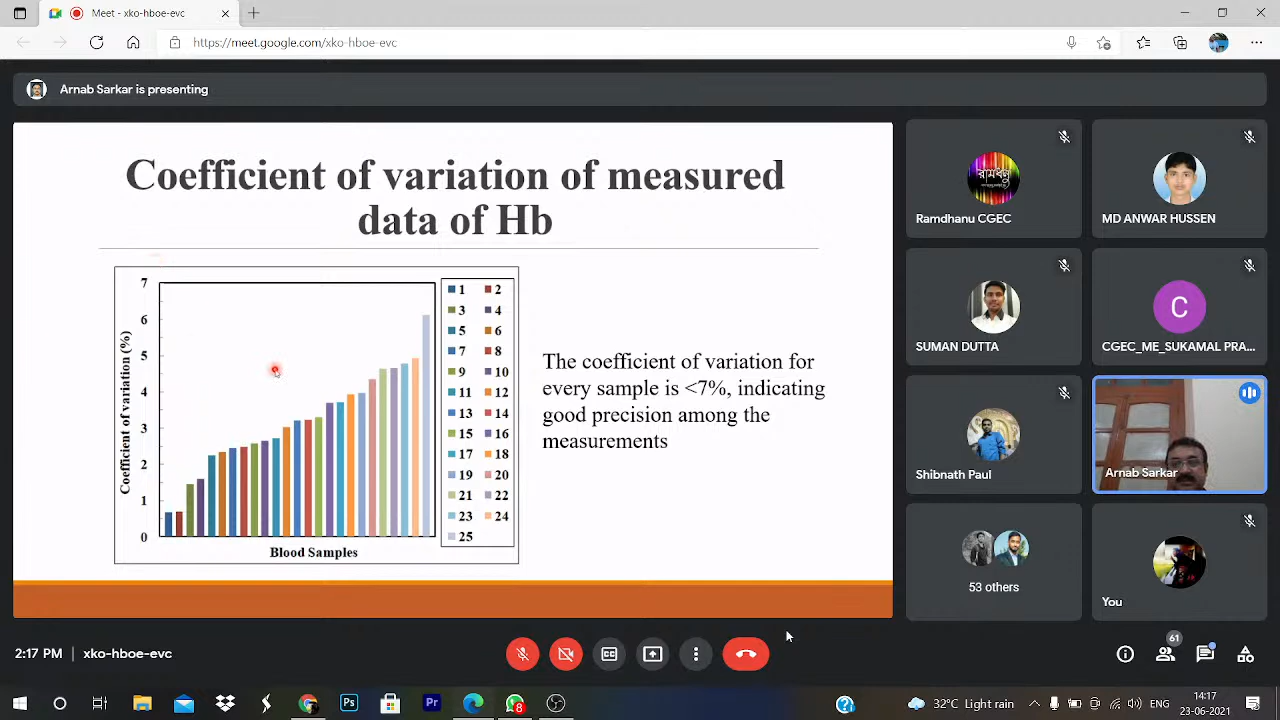 Meet - xko-hboe-evc
https://meet.google.com/xko-hboe-evc
Arnab Sarkar is presenting
Coefficient of variation of measured
data of Hb
7
6
5
4
3
2
1
0
Coefficient of variation (%)
Blood Samples
1 2
3 4
5 6
7 8
9 10
11 12
13 14
15 16
17 18
19 20
21 22
23 24
25
The coefficient of variation for
every sample is <7%, indicating
good precision among the
measurements
রামধনু
Ramdhanu CGEC
MD ANWAR HUSSEN
SUMAN DUTTA
C
CGEC_ME_SUKAMAL PRA...
Shibnath Paul
Arnab Sarkar
53 others
You
2:17 PM | xko-hboe-evc
CC
61
Ps
Pr
8
32°C Light rain
ENG
14:17
23-06-2021